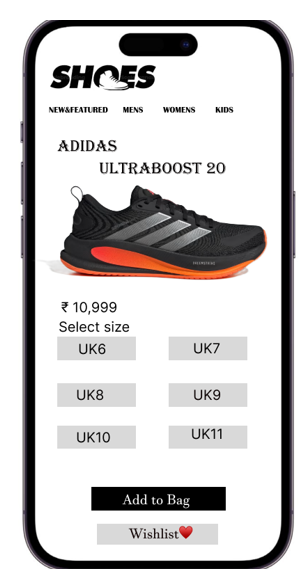 SHOES
NEW&FEATURED MENS WOMENS KIDS
ADIDAS
ULTRABOOST 20
₹ 10,999
Select size
UK6 UK7
UK8 UK9
UK10 UK11
Add to Bag
Wishlist❤️